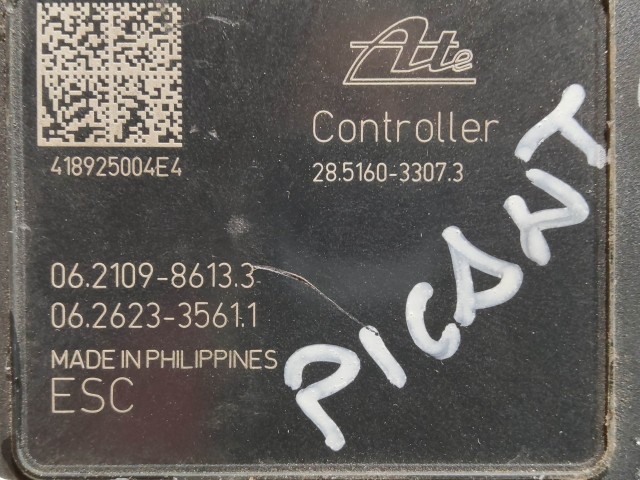 Ate
Controller
28.5160-3307.3
418925004E4
06.2109-8613.3
06.2623-3561.1
MADE IN PHILIPPINES
ESC
PICANT